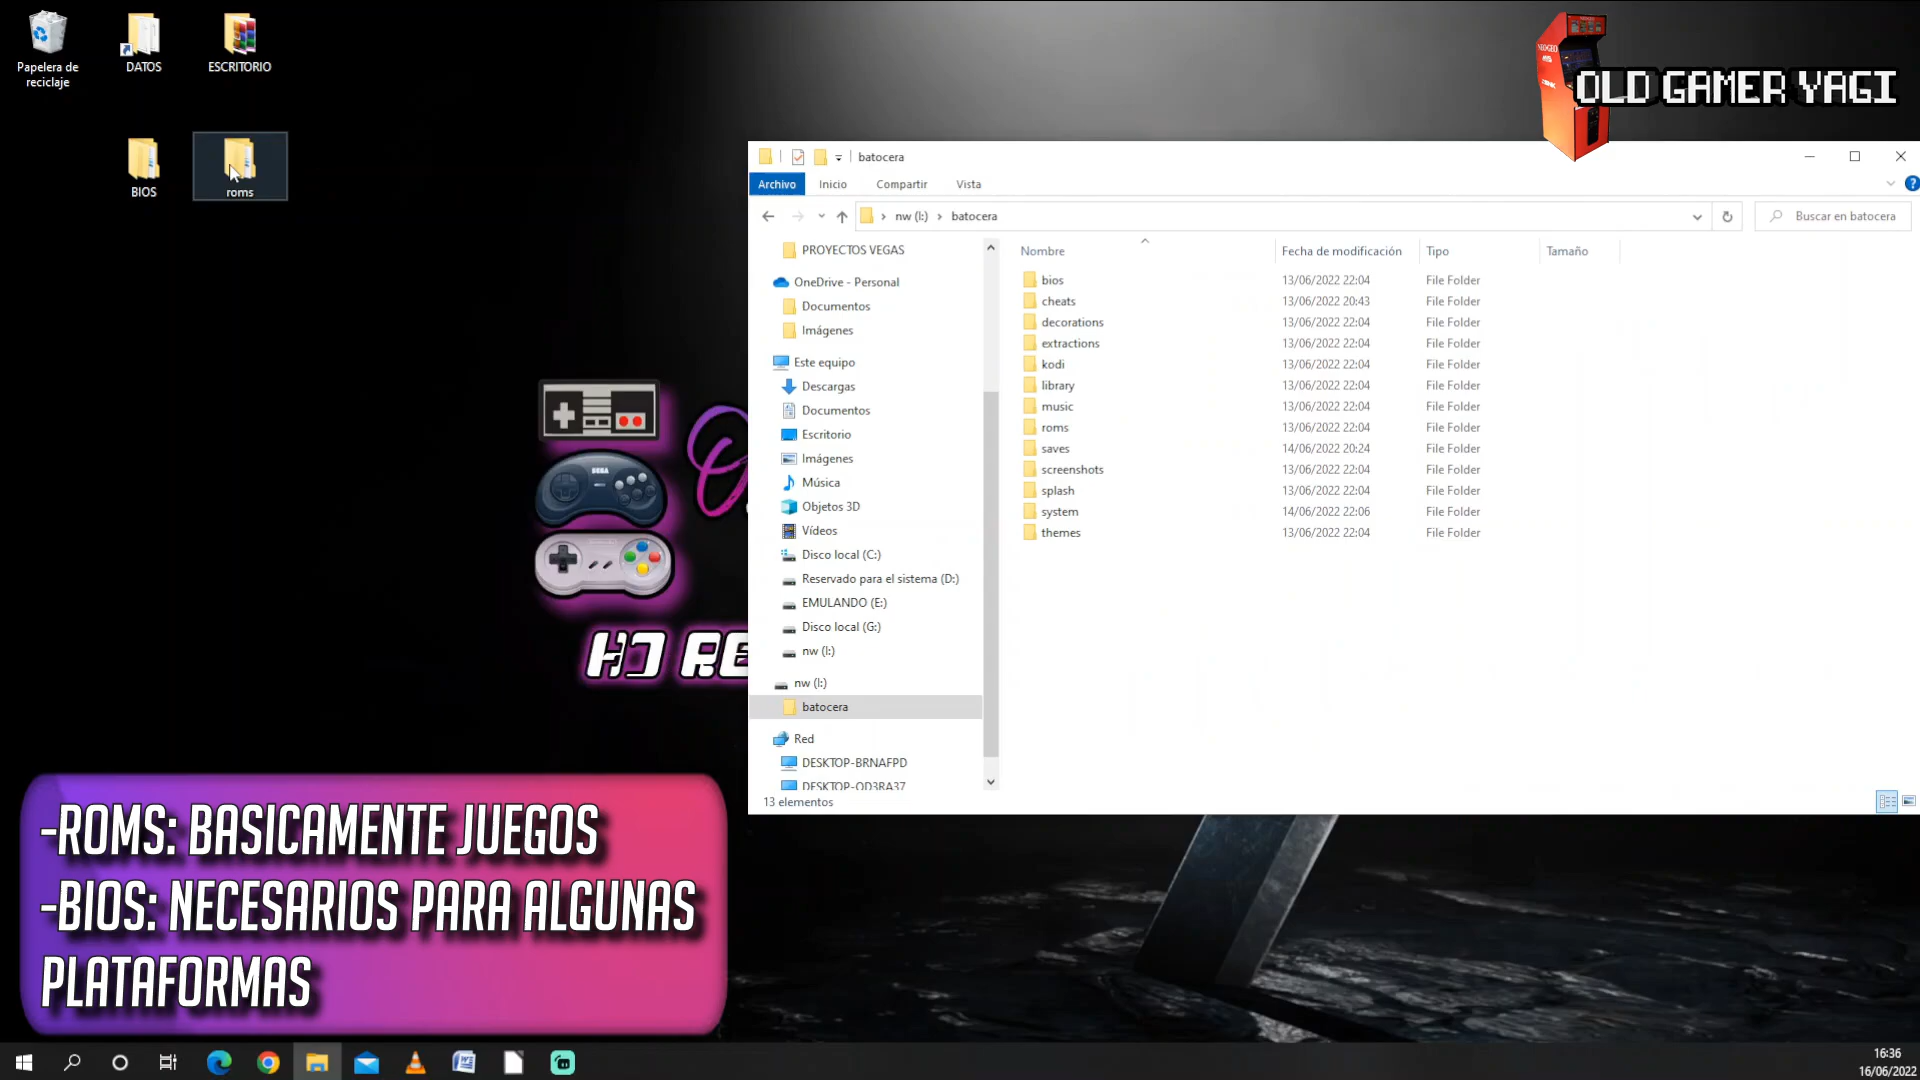 Papelera de
reciclaje
DATOS
ESCRITORIO
BIOS
roms
OLD GAMER YAGI
NEO-GEO
batocera
Archivo
Inicio
Compartir
Vista
nw (I:) › batocera
Buscar en batocera
PROYECTOS VEGAS
OneDrive - Personal
Documentos
Imágenes
Este equipo
Descargas
Documentos
Escritorio
Imágenes
Música
Objetos 3D
Vídeos
Disco local (C:)
Reservado para el sistema (D:)
EMULANDO (E:)
Disco local (G:)
nw (I:)
nw (I:)
batocera
Red
DESKTOP-BRNAFPD
DESKTOP-OD3RA37
Nombre Fecha de modificación Tipo Tamaño
bios 13/06/2022 22:04 File Folder
cheats 13/06/2022 20:43 File Folder
decorations 13/06/2022 22:04 File Folder
extractions 13/06/2022 22:04 File Folder
kodi 13/06/2022 22:04 File Folder
library 13/06/2022 22:04 File Folder
music 13/06/2022 22:04 File Folder
roms 13/06/2022 22:04 File Folder
saves 14/06/2022 20:24 File Folder
screenshots 13/06/2022 22:04 File Folder
splash 13/06/2022 22:04 File Folder
system 14/06/2022 22:06 File Folder
themes 13/06/2022 22:04 File Folder
13 elementos
SEGA
HD RE
-ROMS: BASICAMENTE JUEGOS
-BIOS: NECESARIOS PARA ALGUNAS
PLATAFORMAS
16:36
16/06/2022